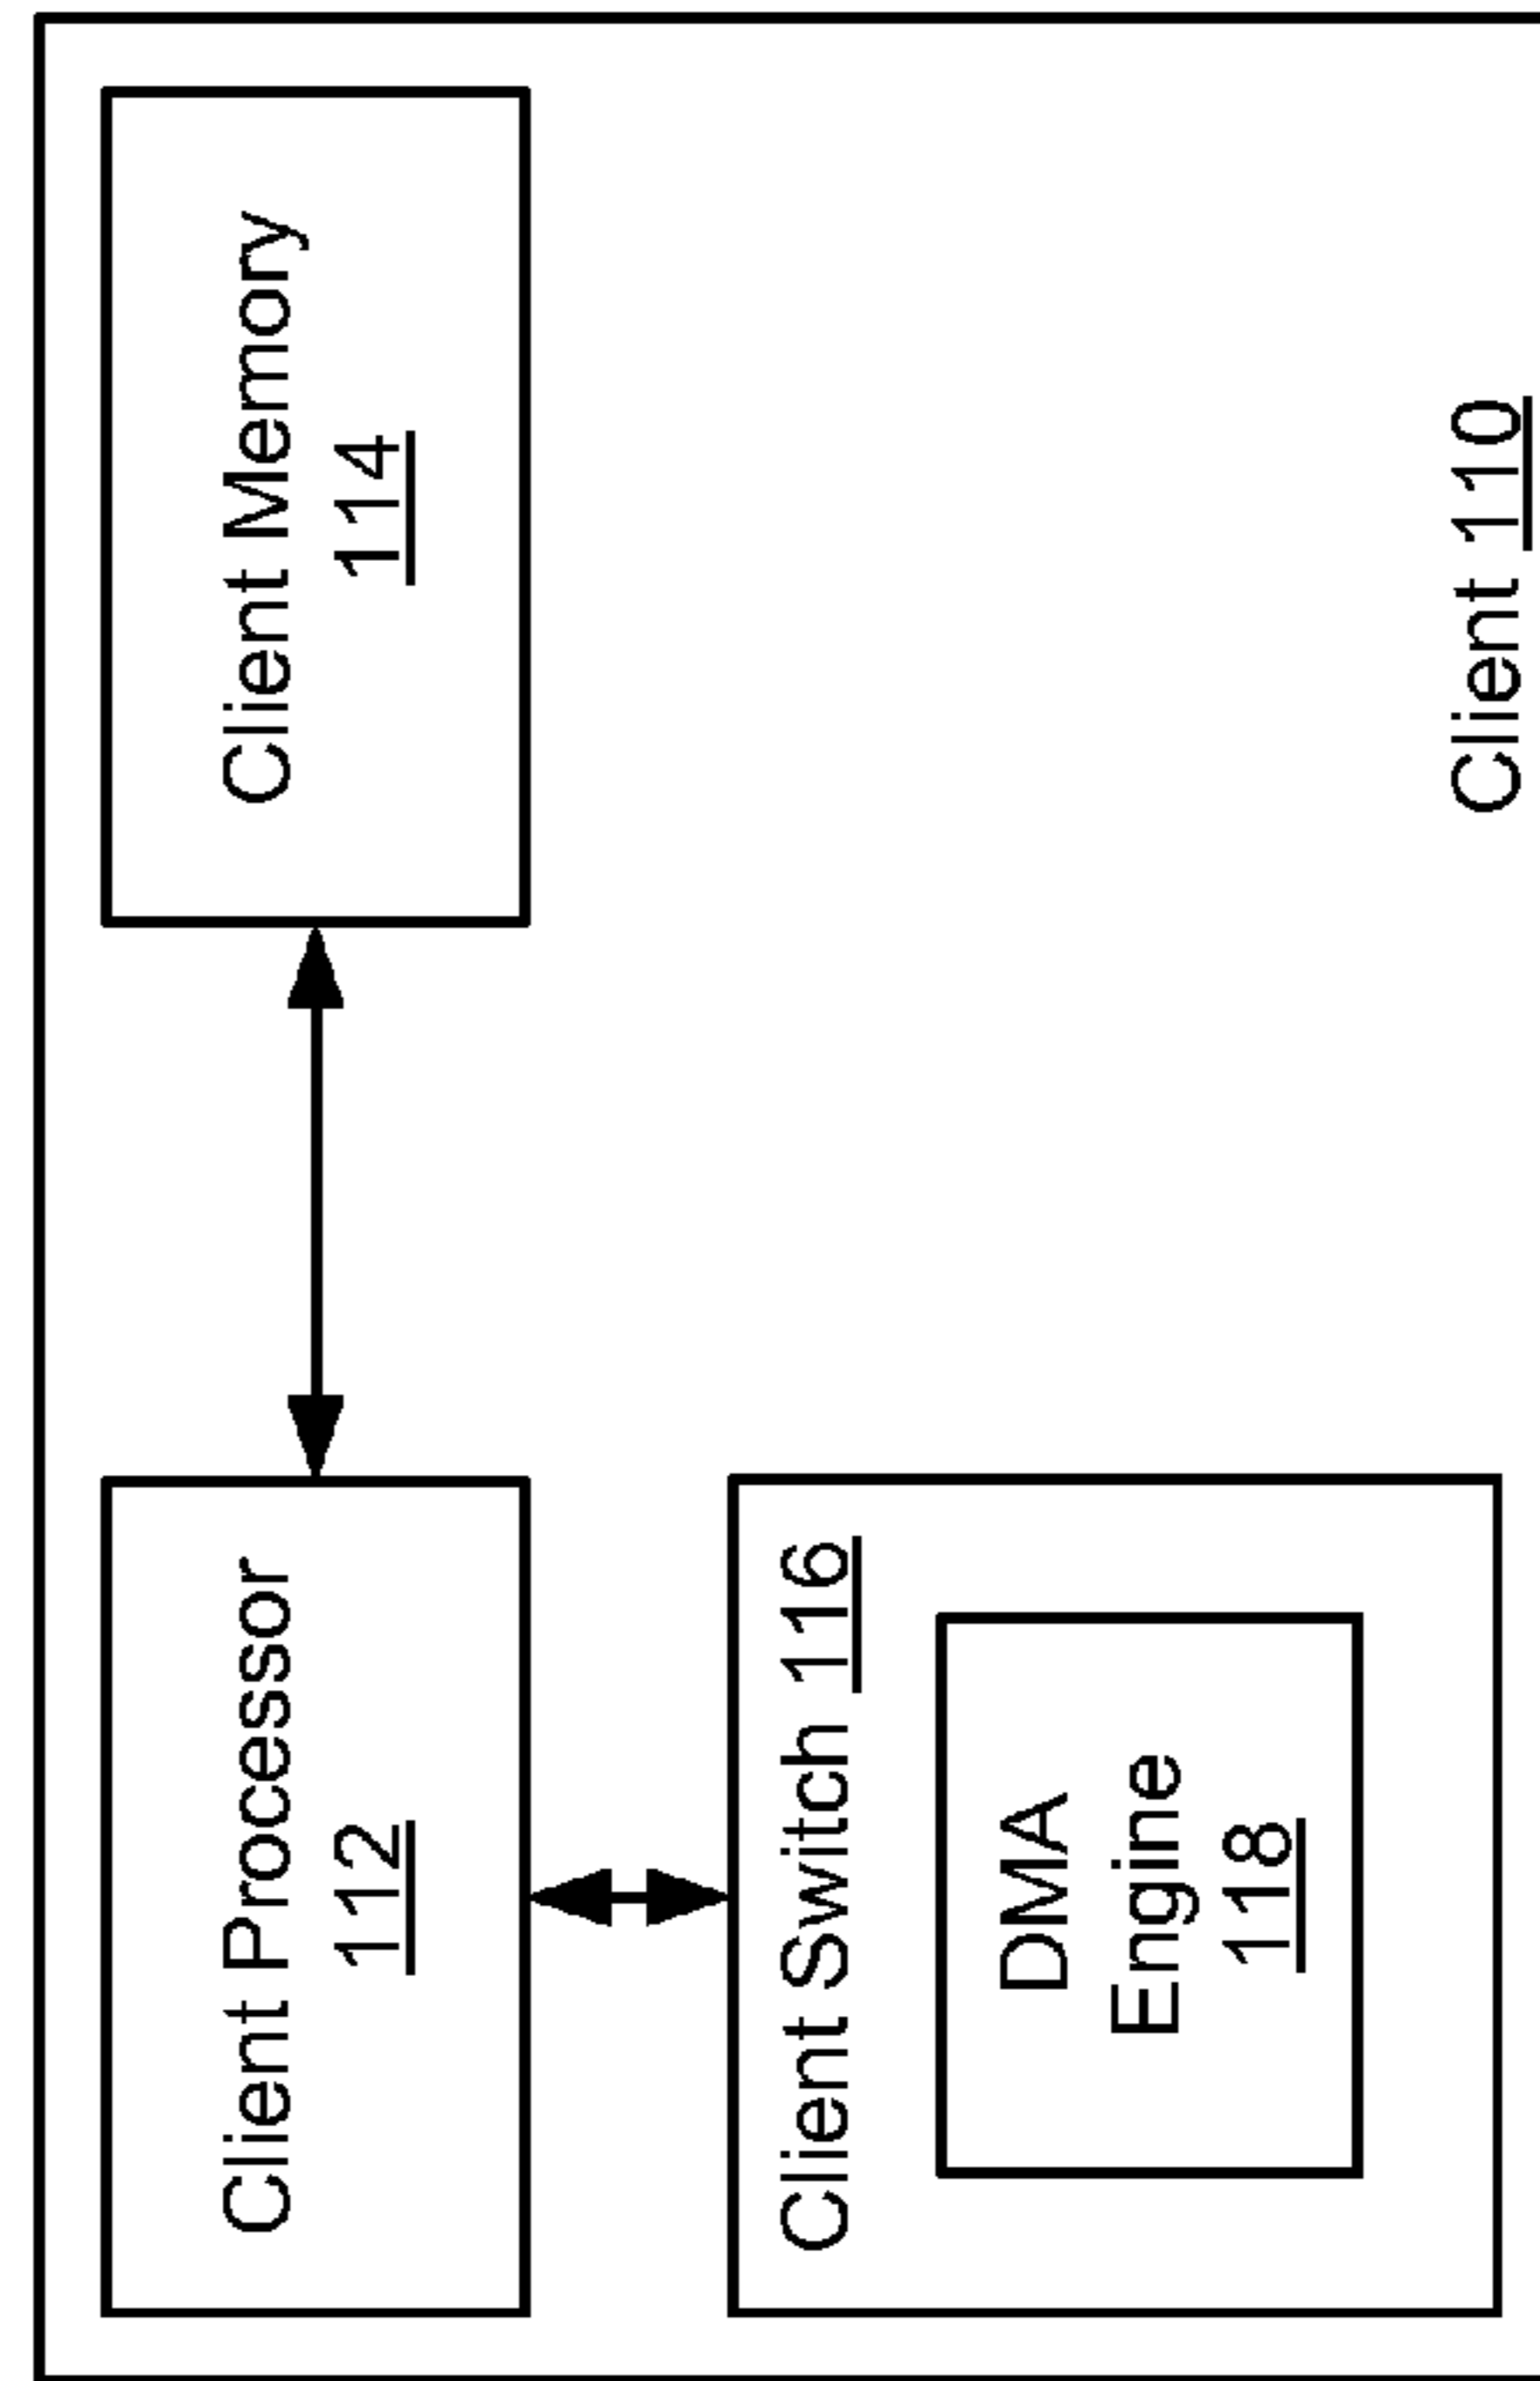 Client Processor
112
Client Memory
114
Client Switch 116
DMA
Engine
118
Client 110